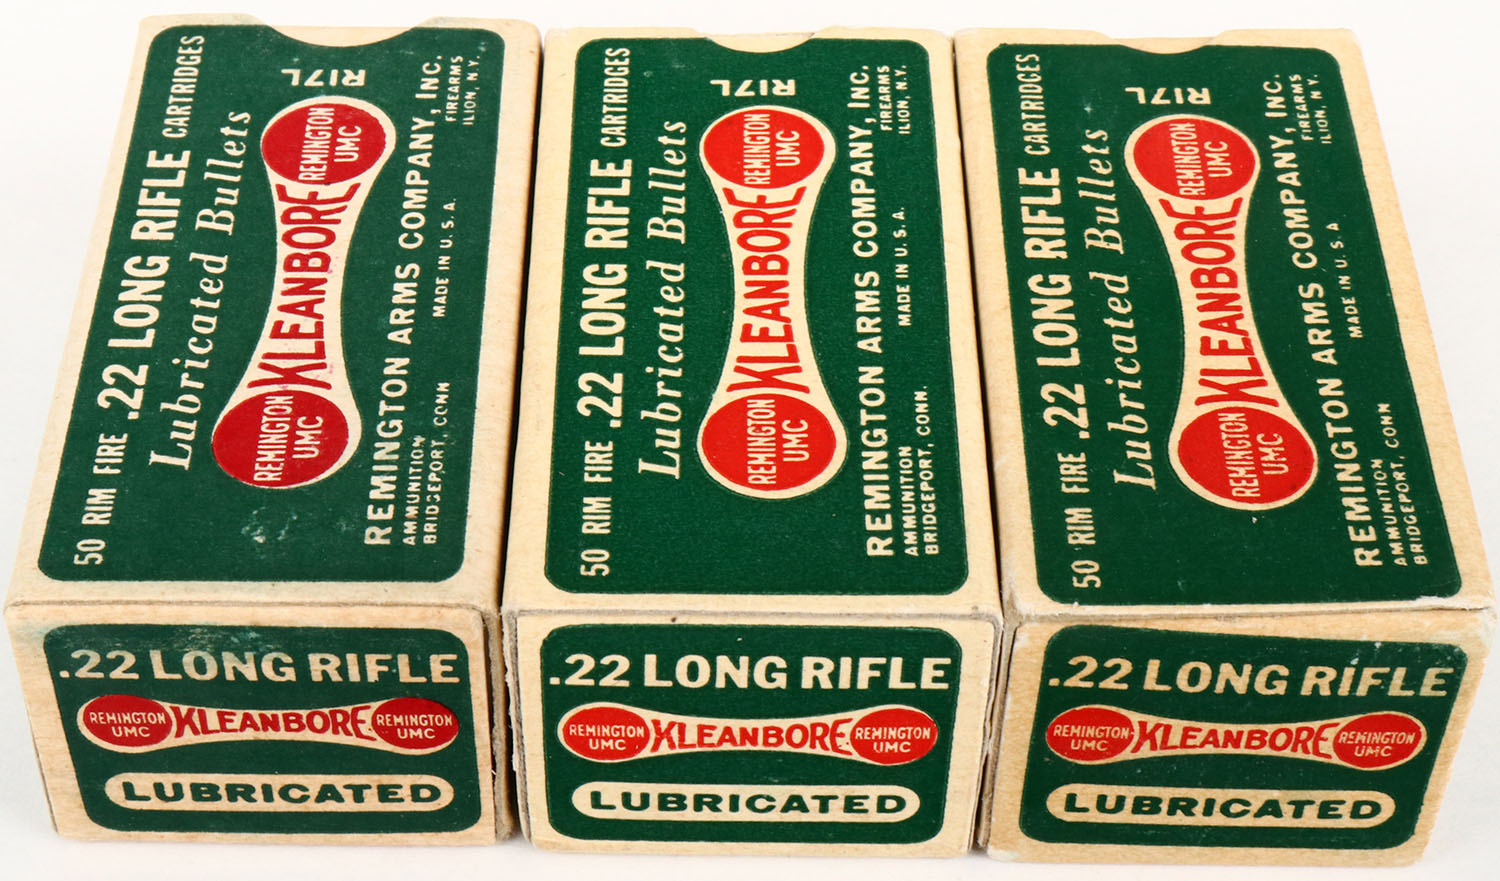 50 RIM FIRE .22 LONG RIFLE CARTRIDGES
Lubricated Bullets
REMINGTON
UMC
KLEANBORE
REMINGTON
UMC
R17L
REMINGTON ARMS COMPANY, INC.
MADE IN U.S.A.
AMMUNITION
BRIDGEPORT, CONN
FIREARMS
ILION, N.Y.
.22 LONG RIFLE
REMINGTON
UMC
KLEANBORE
REMINGTON
UMC
LUBRICATED
50 RIM FIRE .22 LONG RIFLE CARTRIDGES
Lubricated Bullets
REMINGTON
UMC
KLEANBORE
REMINGTON
UMC
R17L
REMINGTON ARMS COMPANY, INC.
MADE IN U.S.A.
AMMUNITION
BRIDGEPORT, CONN.
FIREARMS
ILION, N.Y.
.22 LONG RIFLE
REMINGTON
UMC
KLEANBORE
REMINGTON
UMC
LUBRICATED
50 RIM FIRE .22 LONG RIFLE CARTRIDGES
Lubricated Bullets
REMINGTON
UMC
KLEANBORE
REMINGTON
UMC
R17L
REMINGTON ARMS COMPANY, INC.
MADE IN U.S.A
AMMUNITION
BRIDGEPORT, CONN
FIREARMS
ILION, N.Y.
.22 LONG RIFLE
REMINGTON
UMC
KLEANBORE
REMINGTON
UMC
LUBRICATED